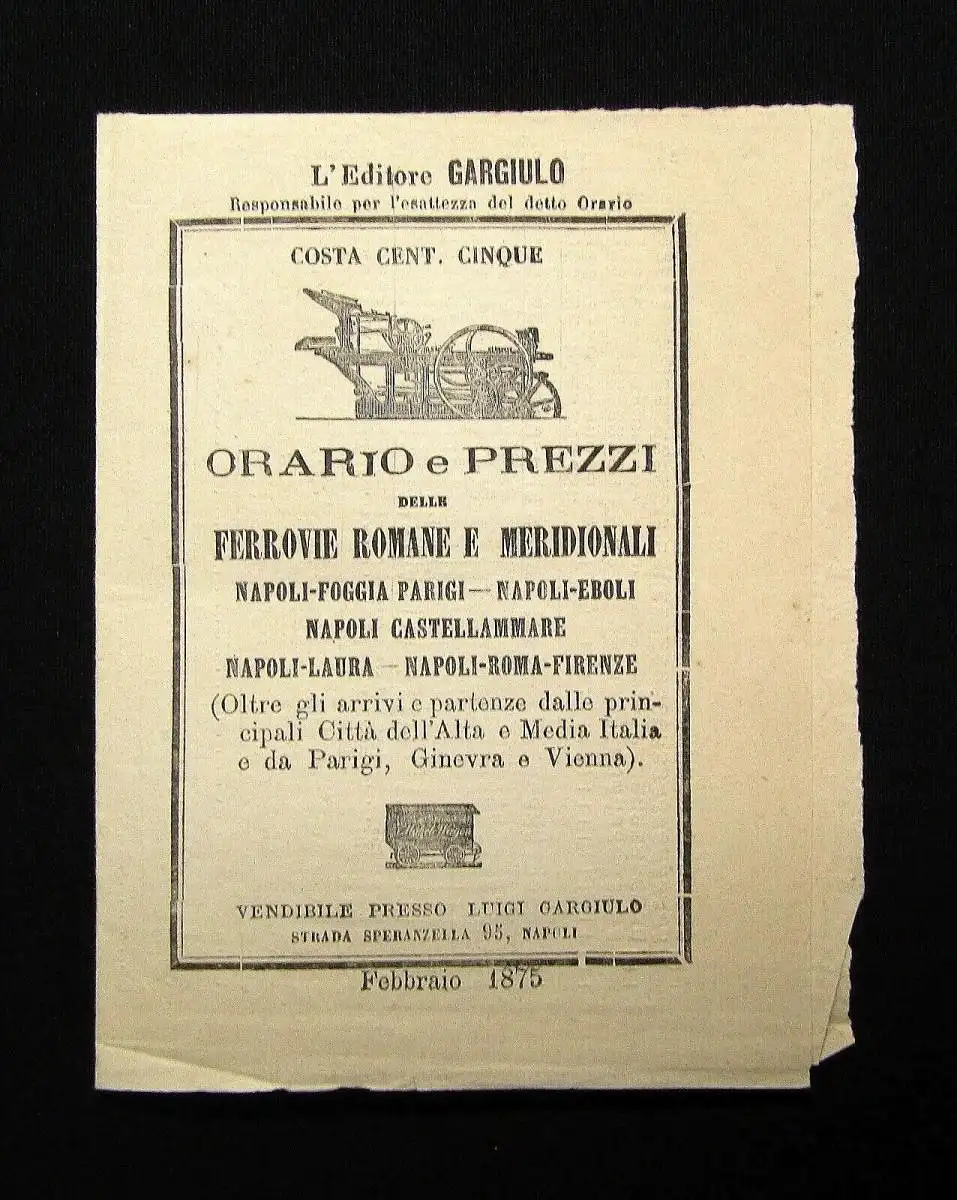 L'Editore GARGIULO
Responsabile per l'esattezza del detto Orario
COSTA CENT. CINQUE
ORARIO e PREZZI
DELLE
FERROVIE ROMANE E MERIDIONALI
NAPOLI-FOGGIA PARIGI — NAPOLI-EBOLI
NAPOLI CASTELLAMMARE
NAPOLI-LAURA — NAPOLI-ROMA-FIRENZE
(Oltre gli arrivi e partenze dalle prin-
cipali Città dell'Alta e Media Italia
e da Parigi, Ginevra e Vienna).
VENDIBILE PRESSO LUIGI GARGIULO
STRADA SPERANZELLA 95, NAPOLI
Febbraio 1875